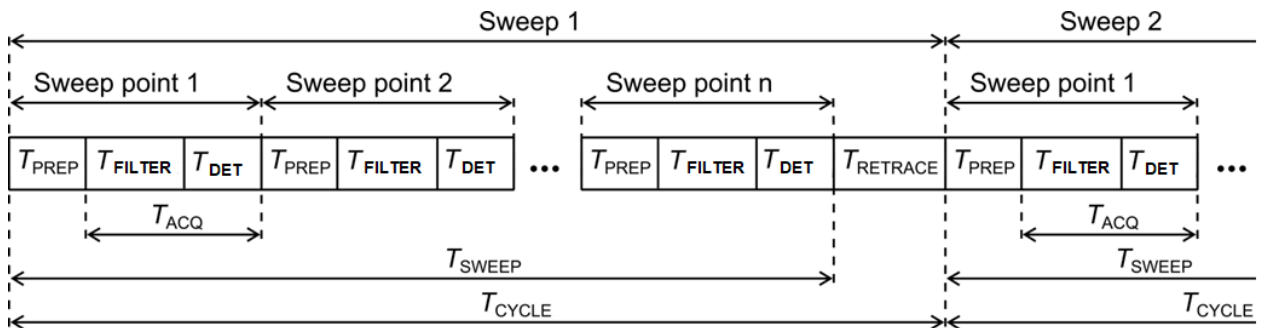 Sweep 1 Sweep 2
Sweep point 1 Sweep point 2 Sweep point n Sweep point 1
TPREP TFILTER TDET TPREP TFILTER TDET ••• TPREP TFILTER TDET TRETRACE TPREP TFILTER TDET •••
TACQ TACQ
TSWEEP TSWEEP
TCYCLE TCYCLE